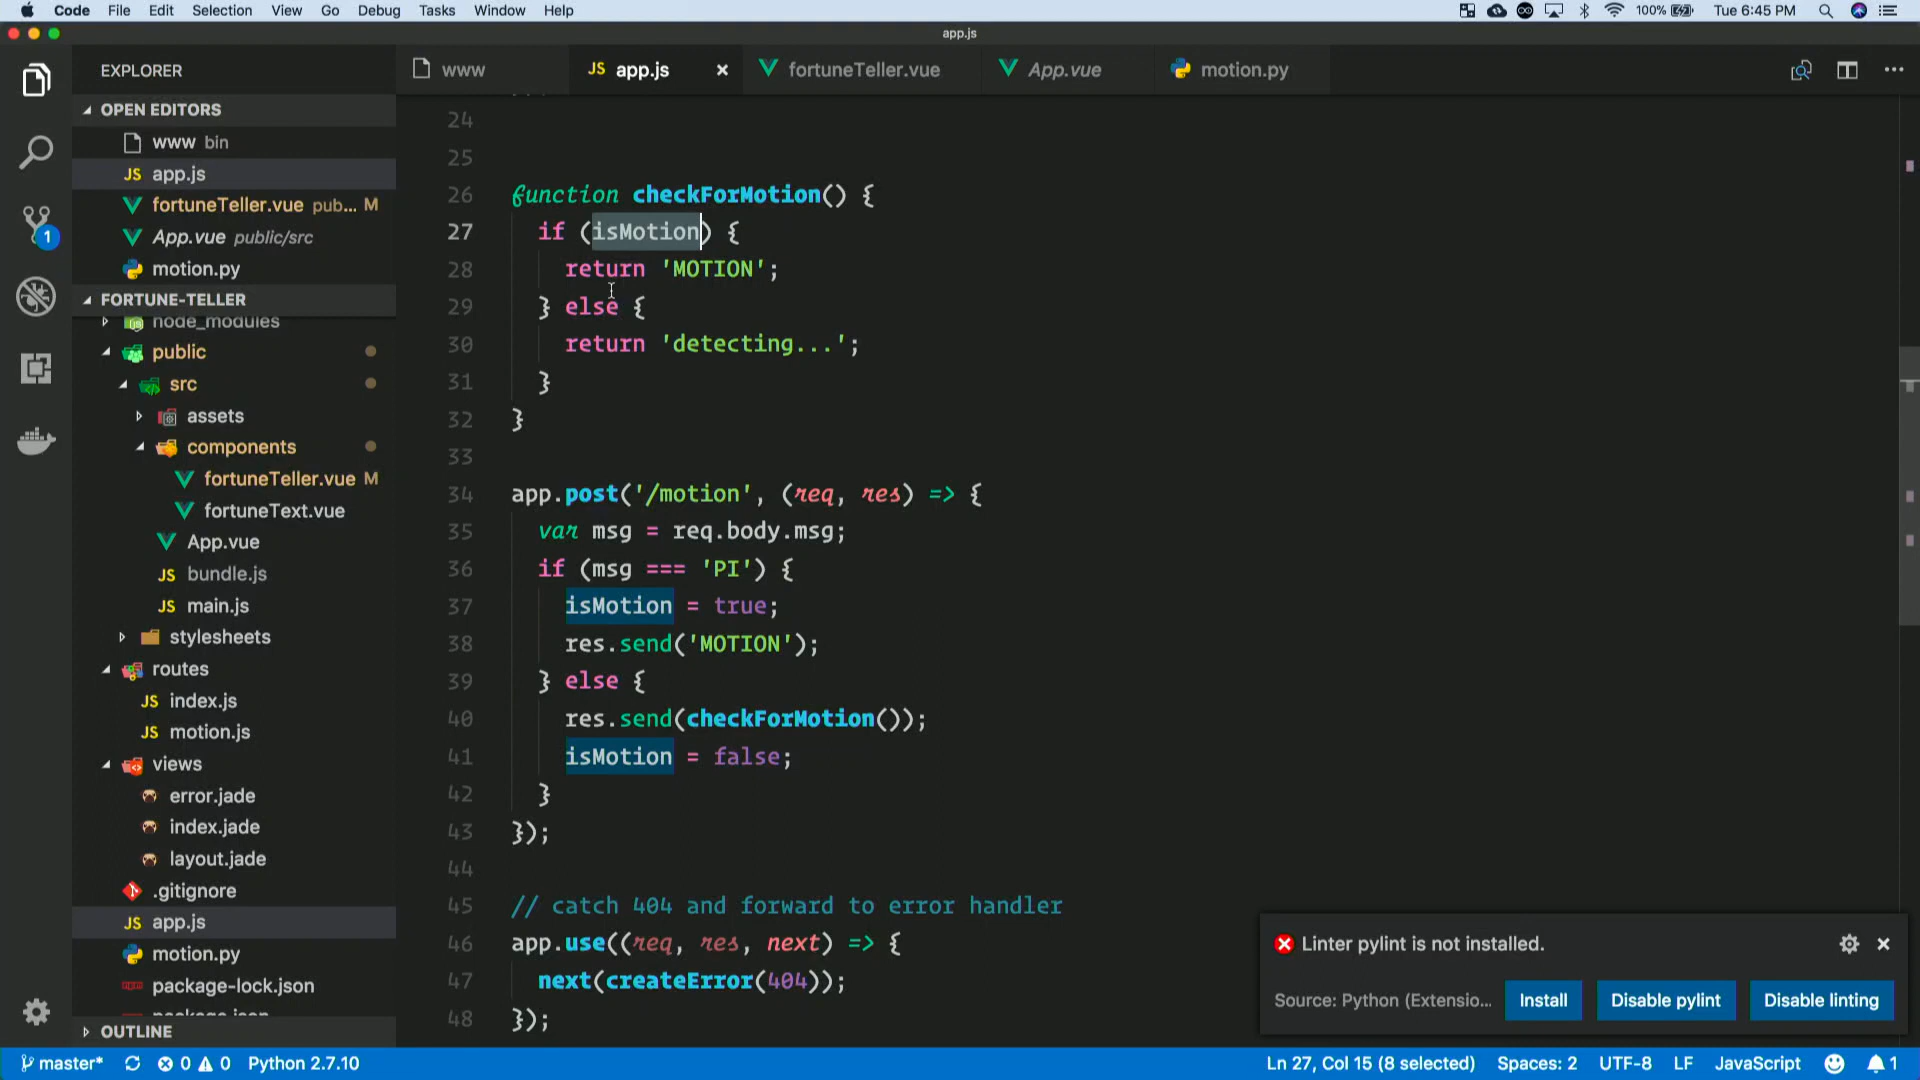 Code File Edit Selection View Go Debug Tasks Window Help
100% Tue 6:45 PM
app.js
EXPLORER
www
JS app.js ×
fortuneTeller.vue
App.vue
motion.py
OPEN EDITORS
www bin
JS app.js
fortuneTeller.vue pub... M
App.vue public/src
motion.py
FORTUNE-TELLER
node_modules
public
src
assets
components
fortuneTeller.vue M
fortuneText.vue
App.vue
JS bundle.js
JS main.js
stylesheets
routes
JS index.js
JS motion.js
views
error.jade
index.jade
layout.jade
.gitignore
JS app.js
motion.py
package-lock.json
package.json
OUTLINE
1
24
25
26 function checkForMotion() {
27 if (isMotion) {
28 return 'MOTION';
29 } else {
30 return 'detecting...';
31 }
32 }
33
34 app.post('/motion', (req, res) => {
35 var msg = req.body.msg;
36 if (msg === 'PI') {
37 isMotion = true;
38 res.send('MOTION');
39 } else {
40 res.send(checkForMotion());
41 isMotion = false;
42 }
43 });
44
45 // catch 404 and forward to error handler
46 app.use((req, res, next) => {
47 next(createError(404));
48 });
Linter pylint is not installed.
Source: Python (Extensio...
Install
Disable pylint
Disable linting
master* 0 0 Python 2.7.10
Ln 27, Col 15 (8 selected) Spaces: 2 UTF-8 LF JavaScript 1